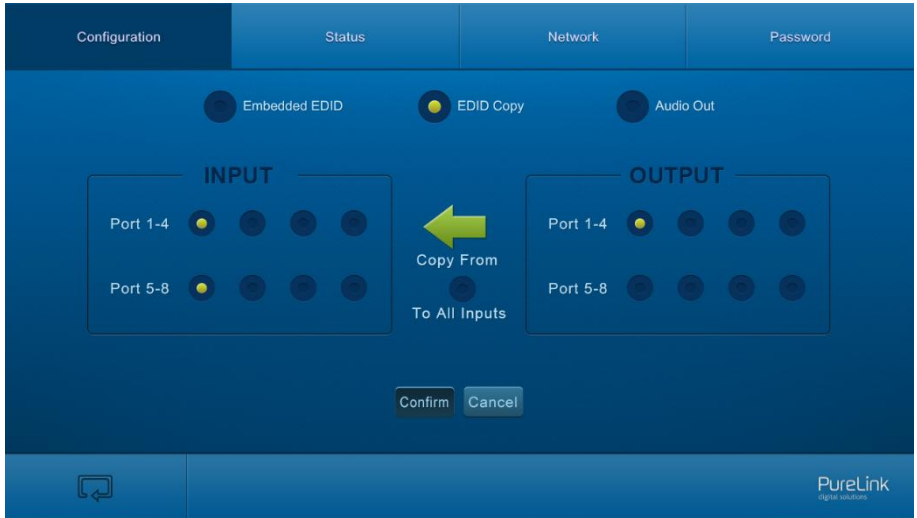 Configuration Status Network Password
Embedded EDID EDID Copy Audio Out
INPUT OUTPUT
Port 1-4 Port 1-4
Copy From
Port 5-8 Port 5-8
To All Inputs
Confirm Cancel
PureLink
digital solutions